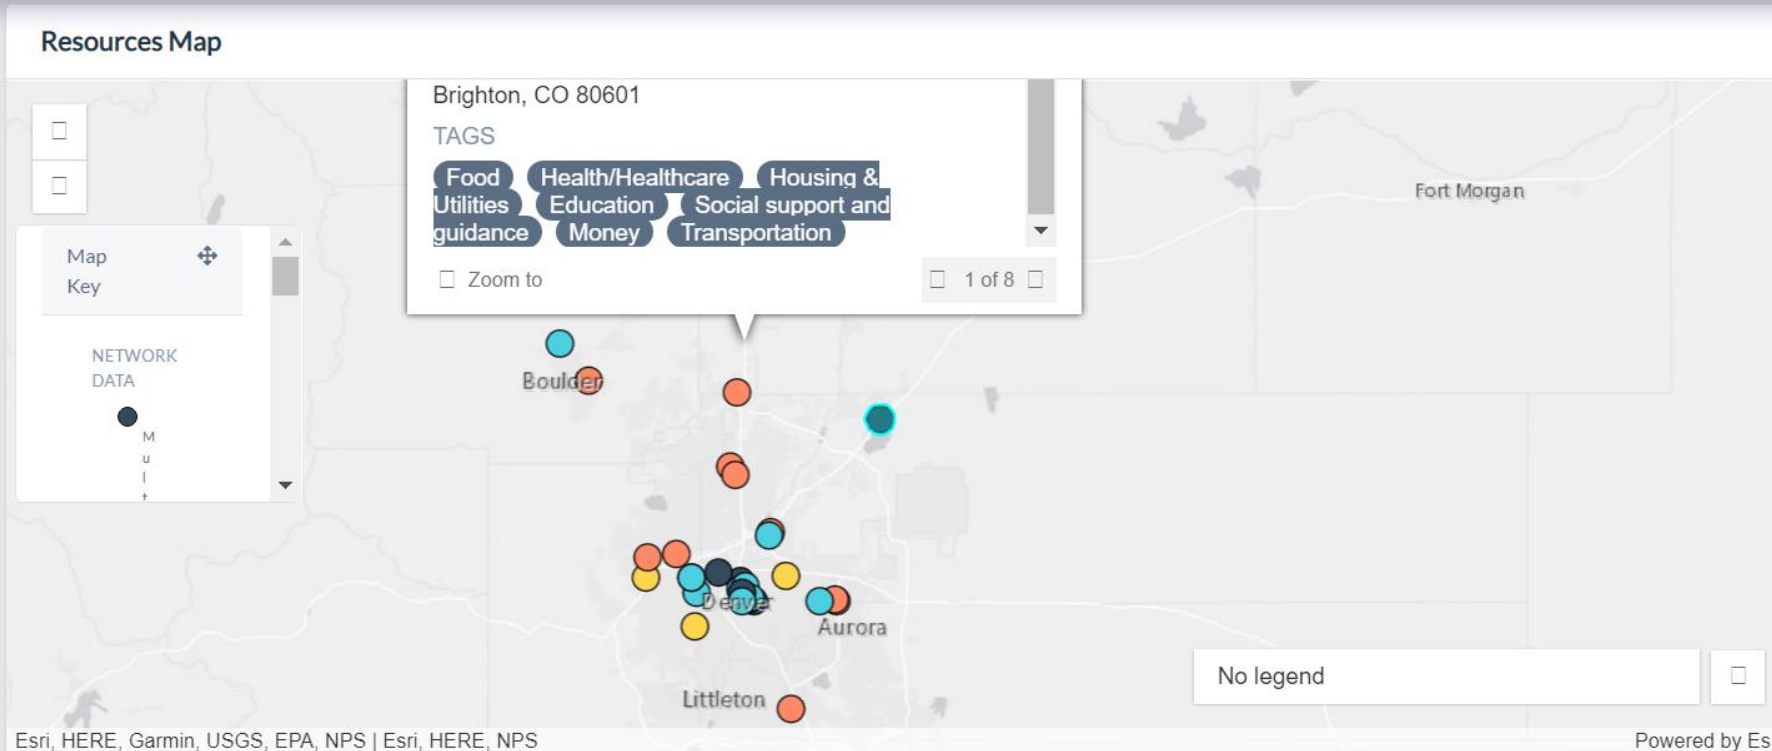 Resources Map
Brighton, CO 80601
TAGS
Food Health/Healthcare Housing &
Utilities Education Social support and
guidance Money Transportation
Zoom to
1 of 8
Map
Key
NETWORK
DATA
M
u
l
t
Fort Morgan
Boulder
Denver
Aurora
Littleton
No legend
Esri, HERE, Garmin, USGS, EPA, NPS | Esri, HERE, NPS
Powered by Es